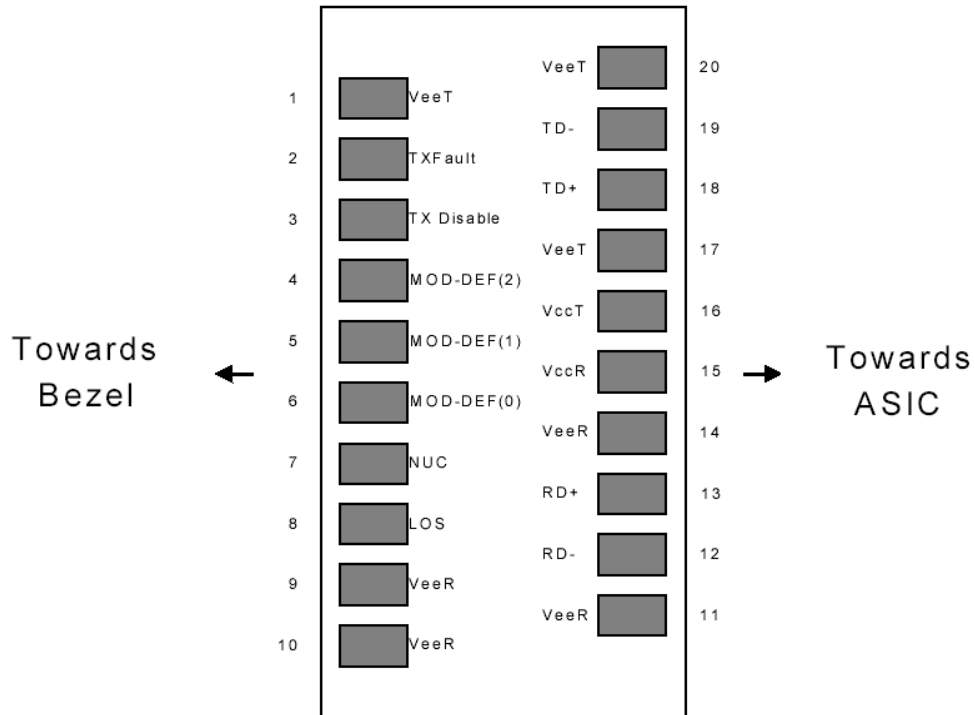 VeeT 20
1 VeeT
TD- 19
2 TXFault
TD+ 18
3 TX Disable
VeeT 17
4 MOD-DEF(2)
VccT 16
5 MOD-DEF(1)
Towards
Bezel
VccR 15
Towards
ASIC
6 MOD-DEF(0)
VeeR 14
7 NUC
RD+ 13
8 LOS
RD- 12
9 VeeR
VeeR 11
10 VeeR